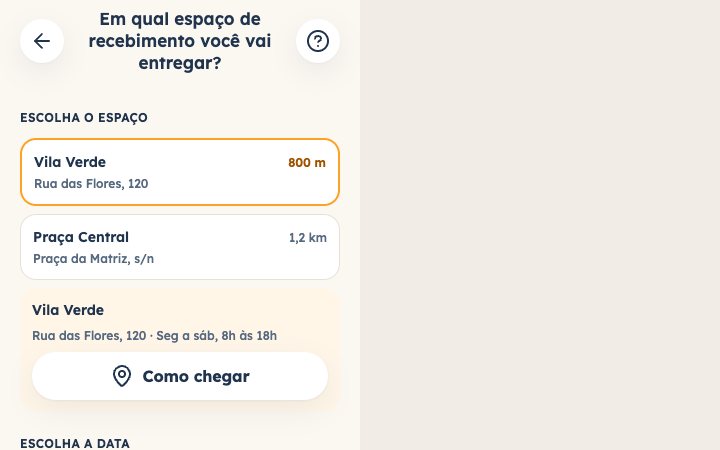 Em qual espaço de
recebimento você vai
entregar?
ESCOLHA O ESPAÇO
Vila Verde
800 m
Rua das Flores, 120
Praça Central
1,2 km
Praça da Matriz, s/n
Vila Verde
Rua das Flores, 120 · Seg a sáb, 8h às 18h
Como chegar
ESCOLHA A DATA